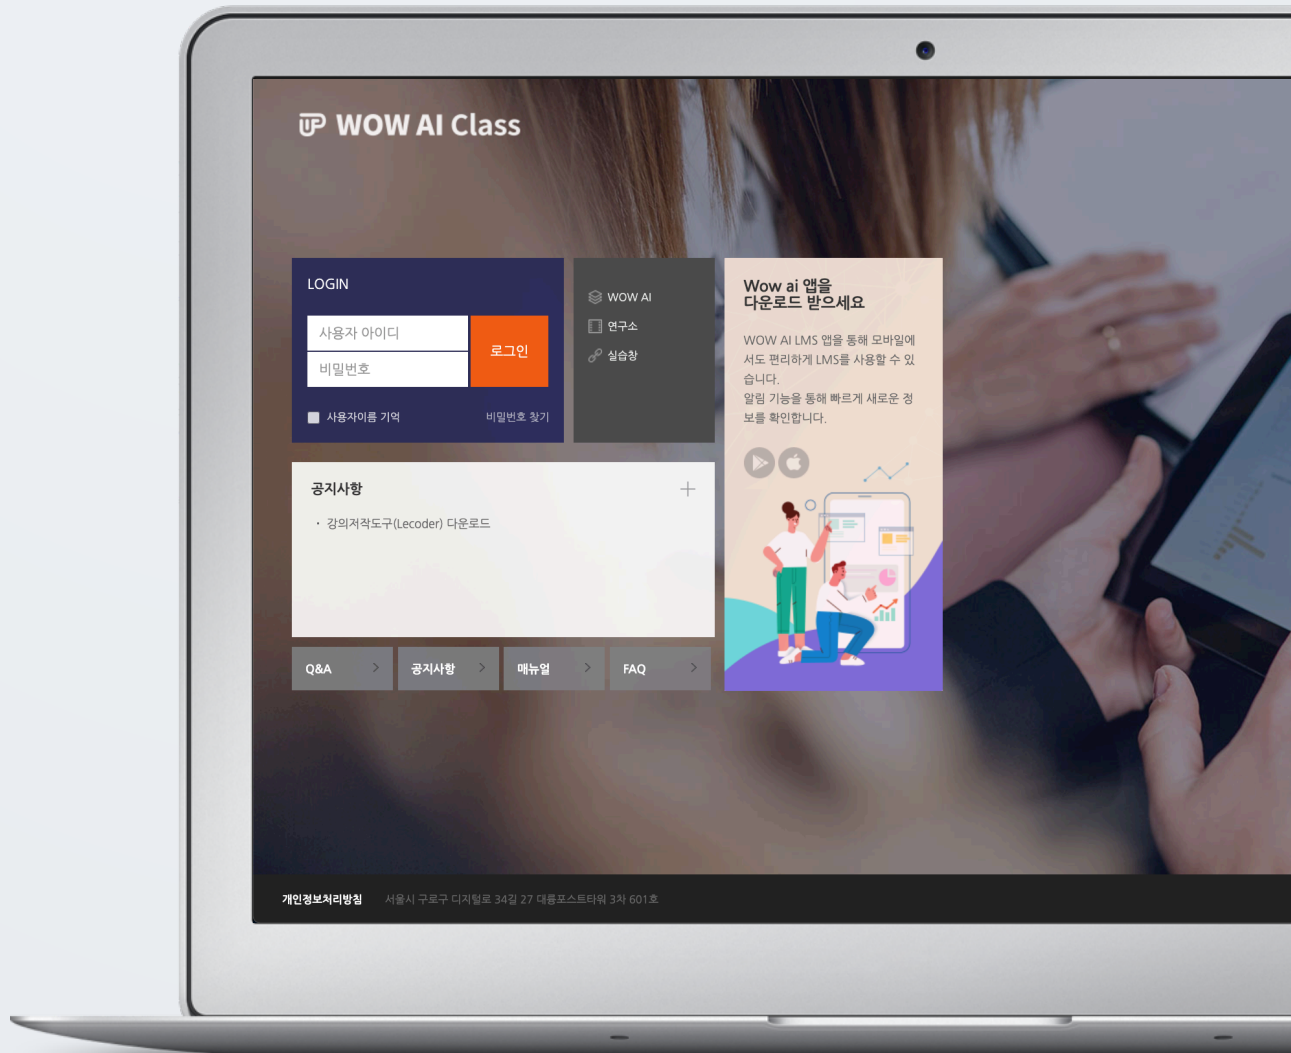 UP WOW AI Class
LOGIN
사용자 아이디
비밀번호
로그인
사용자이름 기억
비밀번호 찾기
WOW AI
연구소
실습창
Wow ai 앱을
다운로드 받으세요
WOW AI LMS 앱을 통해 모바일에
서도 편리하게 LMS를 사용할 수 있
습니다.
알림 기능을 통해 빠르게 새로운 정
보를 확인합니다.
공지사항
· 강의저작도구(Lecoder) 다운로드
Q&A
공지사항
매뉴얼
FAQ
개인정보처리방침
서울시 구로구 디지털로 34길 27 대륭포스트타워 3차 601호